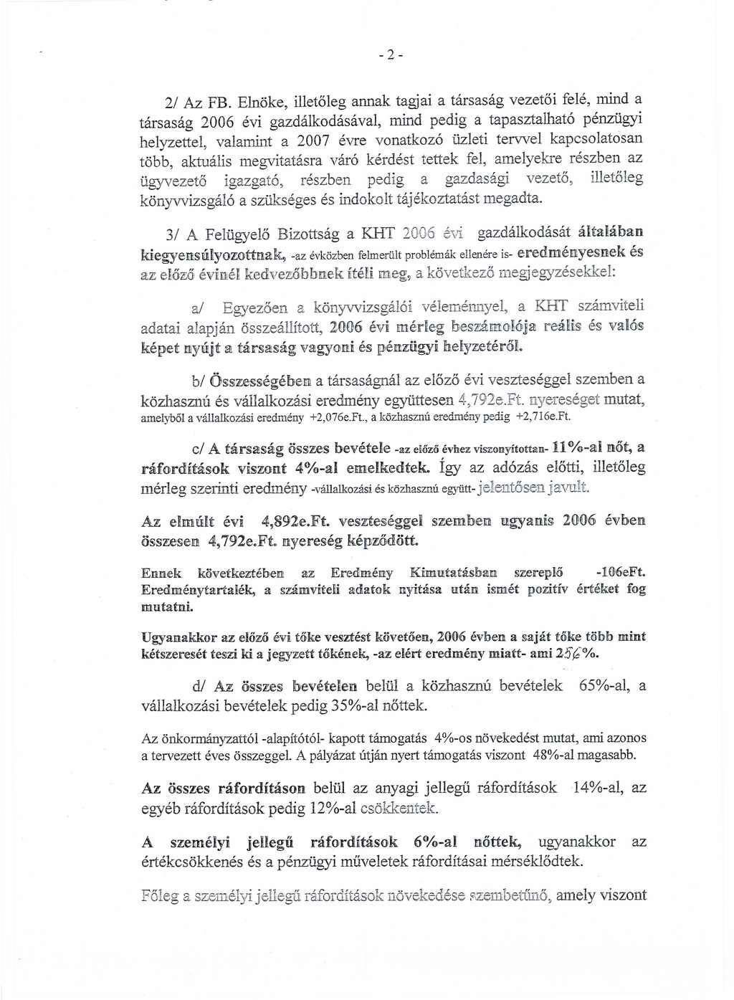 - 2 -
2/ Az FB. Elnöke, illetőleg annak tagjai a társaság vezetői felé, mind a
társaság 2006 évi gazdálkodásával, mind pedig a tapasztalható pénzügyi
helyzettel, valamint a 2007 évre vonatkozó üzleti tervvel kapcsolatosan
több, aktuális megvitatásra váró kérdést tettek fel, amelyekre részben az
ügyvezető igazgató, részben pedig a gazdasági vezető, illetőleg
könyvvizsgáló a szükséges és indokolt tájékoztatást megadta.
3/ A Felügyelő Bizottság a KHT 2006 évi gazdálkodását általában
kiegyensúlyozottnak, -az évközben felmerült problémák ellenére is- eredményesnek és
az előző évinél kedvezőbbnek ítéli meg, a következő megjegyzésekkel:
a/ Egyezően a könyvvizsgálói véleménnyel, a KHT számviteli
adatai alapján összeállított, 2006 évi mérleg beszámolója reális és valós
képet nyújt a társaság vagyoni és pénzügyi helyzetéről.
b/ Összességében a társaságnál az előző évi veszteséggel szemben a
közhasznú és vállalkozási eredmény együttesen 4,792e.Ft. nyereséget mutat,
amelyből a vállalkozási eredmény +2,076e.Ft., a közhasznú eredmény pedig +2,716e.Ft.
c/ A társaság összes bevétele -az előző évhez viszonyítottan- 11%-al nőt, a
ráfordítások viszont 4%-al emelkedtek. Így az adózás előtti, illetőleg
mérleg szerinti eredmény -vállalkozási és közhasznú együtt- jelentősen javult.
Az elmúlt évi 4,892e.Ft. veszteséggel szemben ugyanis 2006 évben
összesen 4,792e.Ft. nyereség képződött.
Ennek következtében az Eredmény Kimutatásban szereplő -106eFt.
Eredménytartalék, a számviteli adatok nyitása után ismét pozitív értéket fog
mutatni.
Ugyanakkor az előző évi tőke vesztést követően, 2006 évben a saját tőke több mint
kétszeresét teszi ki a jegyzett tőkének, -az elért eredmény miatt- ami 256%.
d/ Az összes bevételen belül a közhasznú bevételek 65%-al, a
vállalkozási bevételek pedig 35%-al nőttek.
Az önkormányzattól -alapítótól- kapott támogatás 4%-os növekedést mutat, ami azonos
a tervezett éves összeggel. A pályázat útján nyert támogatás viszont 48%-al magasabb.
Az összes ráfordításon belül az anyagi jellegű ráfordítások 14%-al, az
egyéb ráfordítások pedig 12%-al csökkentek.
A személyi jellegű ráfordítások 6%-al nőttek, ugyanakkor az
értékcsökkenés és a pénzügyi műveletek ráfordításai mérséklődtek.
Főleg a személyi jellegű ráfordítások növekedése szembetűnő, amely viszont